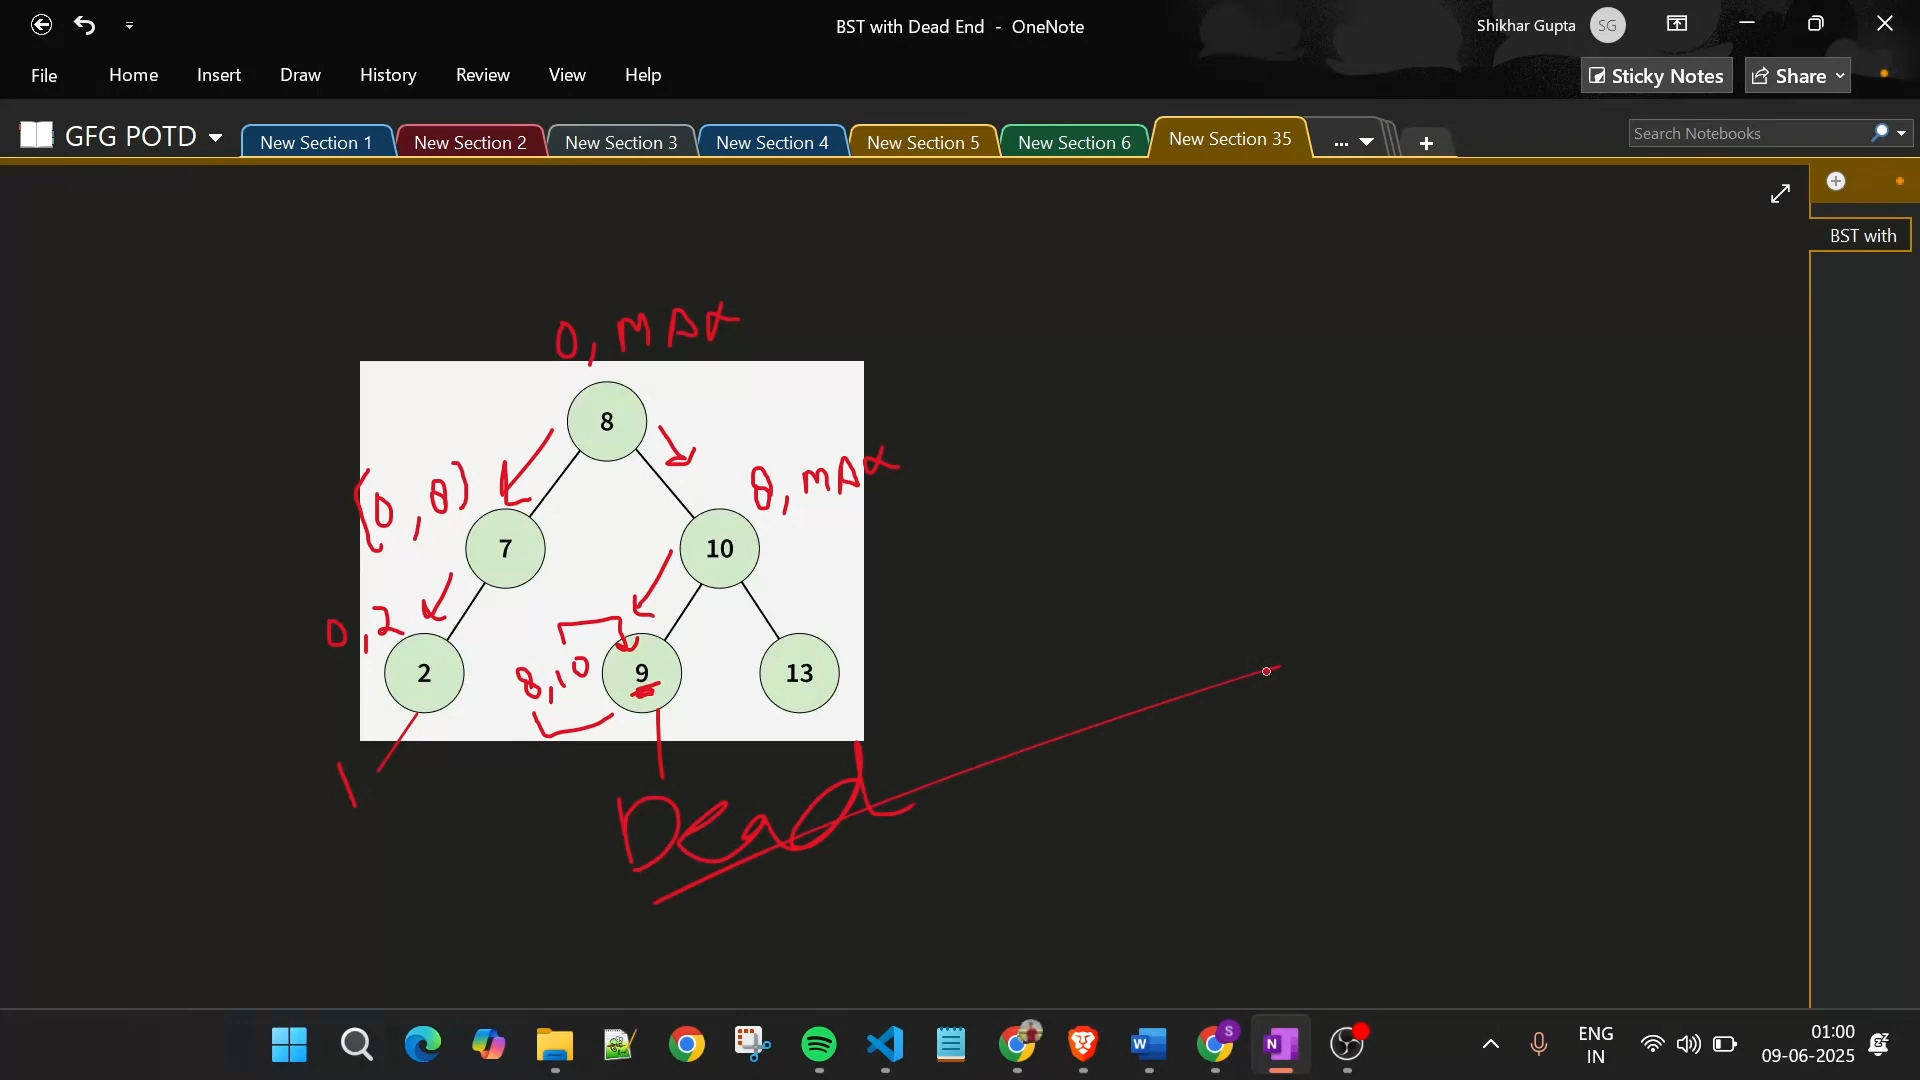 BST with Dead End - OneNote
Shikhar Gupta
SG
File
Home
Insert
Draw
History
Review
View
Help
Sticky Notes
Share
GFG POTD
New Section 1
New Section 2
New Section 3
New Section 4
New Section 5
New Section 6
New Section 35
...
Search Notebooks
BST with
0, MAX
8
(0, 8)
8, MAX
7
10
0,2
2
8,10
9
13
1
Dead
W
S
N
ENG
IN
01:00
09-06-2025